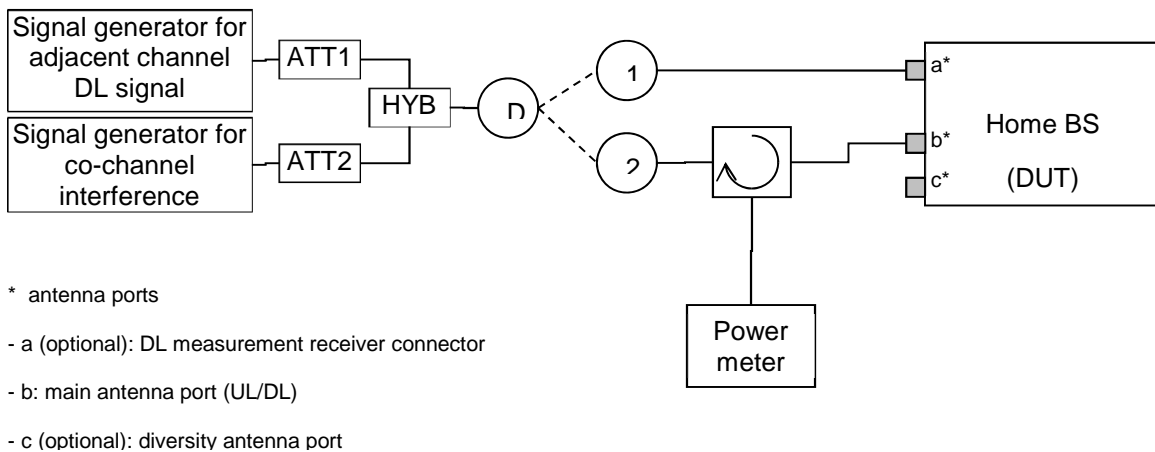 Signal generator for
adjacent channel
DL signal
ATT1
HYB
Signal generator for
co-channel
interference
ATT2
D
1
2
a*
b*
c*
Home BS
(DUT)
Power
meter
* antenna ports
- a (optional): DL measurement receiver connector
- b: main antenna port (UL/DL)
- c (optional): diversity antenna port